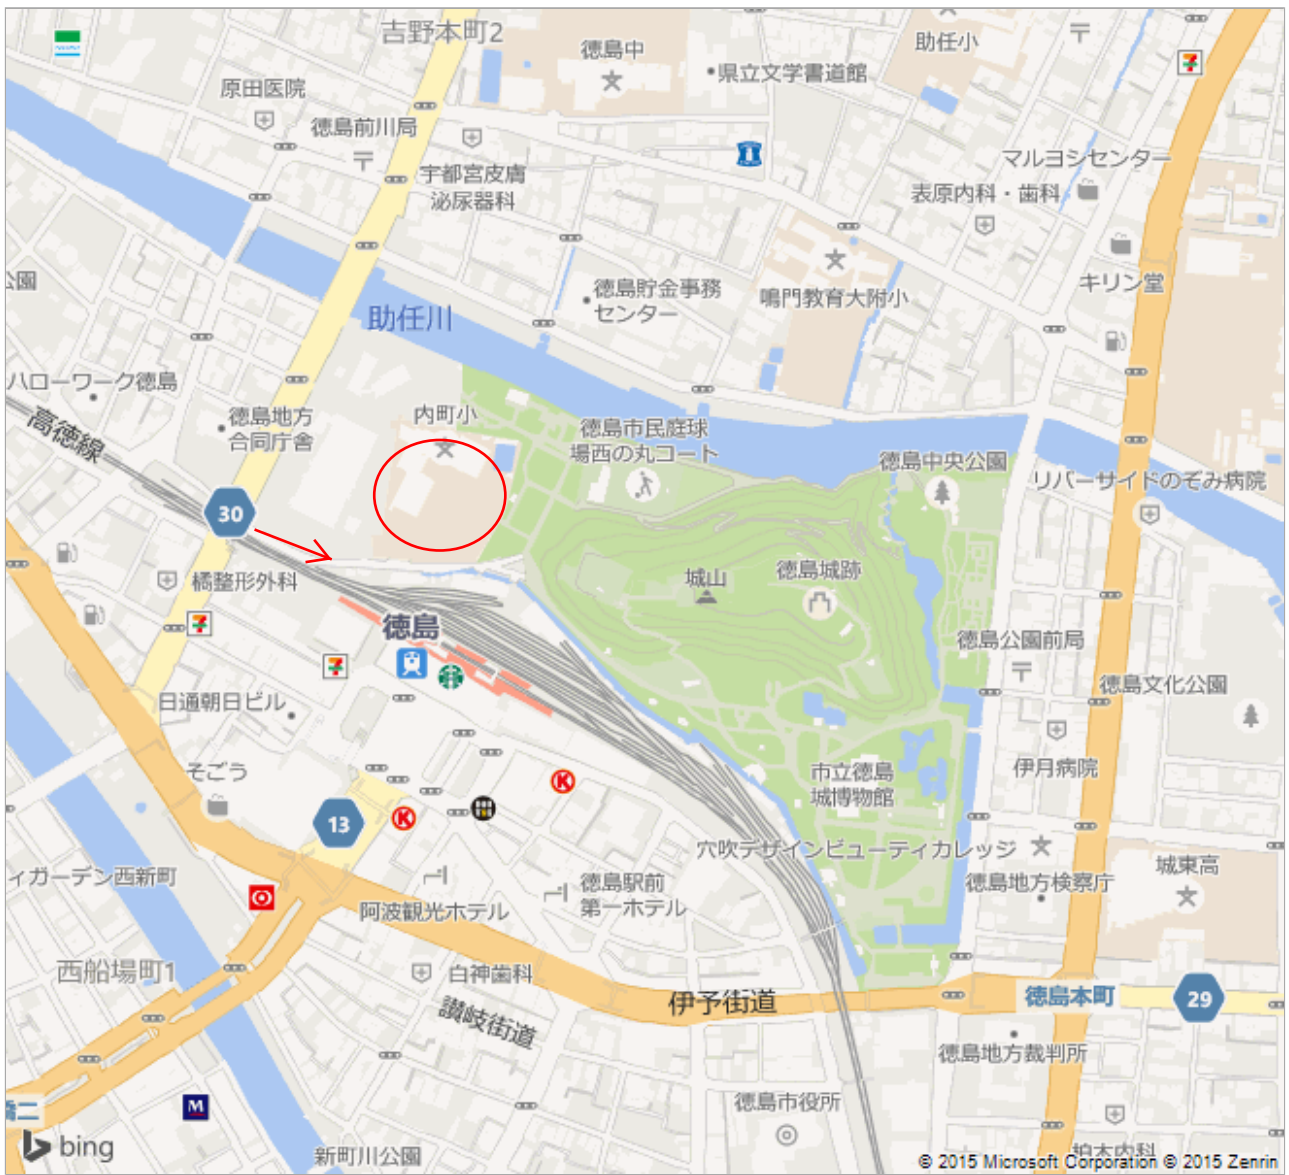 吉野本町2
徳島中
助任小
県立文学書道館
原田医院
徳島前川局
宇都宮皮膚
泌尿器科
マルヨシセンター
表原内科・歯科
公園
徳島貯金事務
センター
鳴門教育大附小
キリン堂
助任川
ハローワーク徳島
高徳線
徳島地方
合同庁舎
内町小
徳島市民庭球
場西の丸コート
徳島中央公園
リバーサイドのぞみ病院
30
橘整形外科
城山
徳島城跡
徳島
徳島公園前局
徳島文化公園
日通朝日ビル
そごう
市立徳島
城博物館
伊月病院
13
K
K
穴吹デザインビューティカレッジ
城東高
ィガーデン西新町
徳島駅前
第一ホテル
徳島地方検察庁
阿波観光ホテル
西船場町1
白神歯科
讃岐街道
伊予街道
徳島本町
29
徳島地方裁判所
徳島市役所
M
bing
新町川公園
柏木内科
© 2015 Microsoft Corporation © 2015 Zenrin